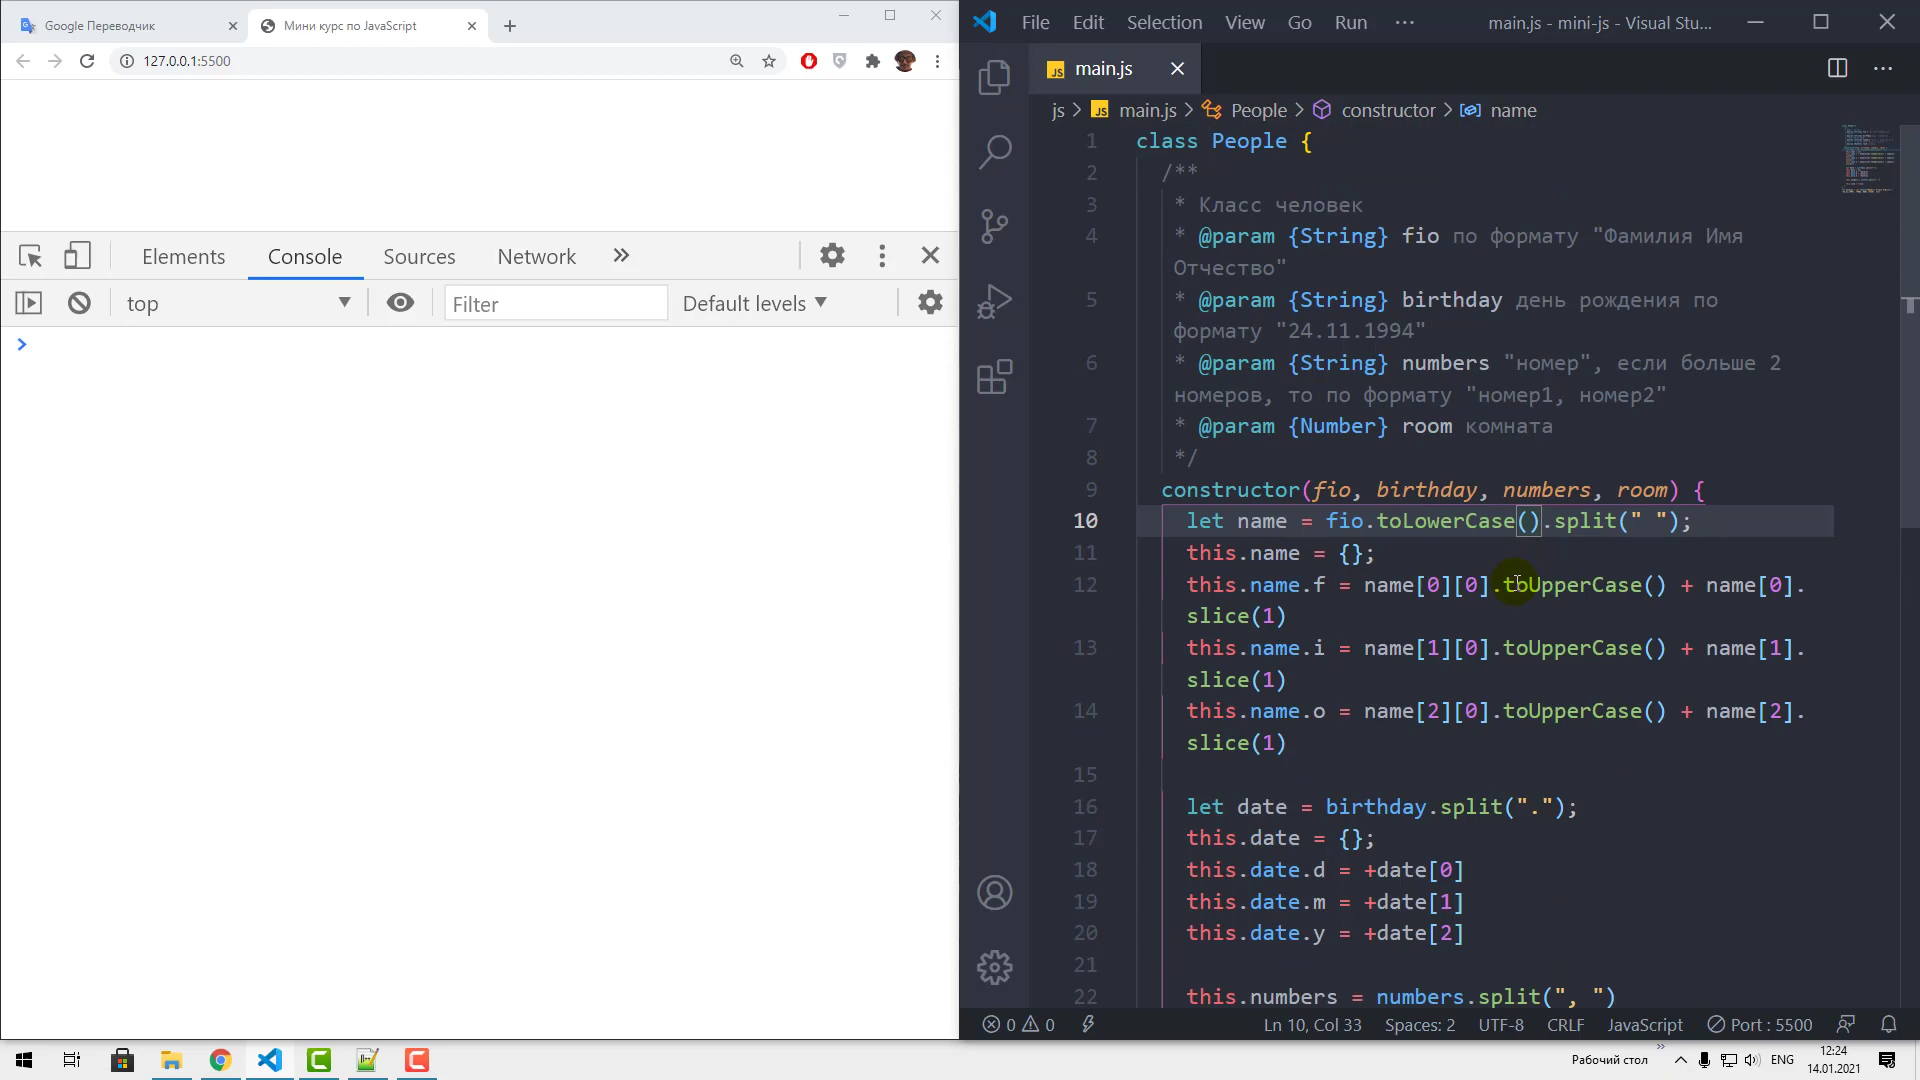 Google Переводчик
Мини курс по JavaScript
127.0.0.1:5500
Elements Console Sources Network
top Filter Default levels
>
File Edit Selection View Go Run ··· main.js - mini-js - Visual Stu...
JS main.js
js > JS main.js > People > constructor > name
1 class People {
2 /**
3 * Класс человек
4 * @param {String} fio по формату "Фамилия Имя
Отчество"
5 * @param {String} birthday день рождения по
формату "24.11.1994"
6 * @param {String} numbers "номер", если больше 2
номеров, то по формату "номер1, номер2"
7 * @param {Number} room комната
8 */
9 constructor(fio, birthday, numbers, room) {
10 let name = fio.toLowerCase().split(" ");
11 this.name = {};
12 this.name.f = name[0][0].toUpperCase() + name[0].
slice(1)
13 this.name.i = name[1][0].toUpperCase() + name[1].
slice(1)
14 this.name.o = name[2][0].toUpperCase() + name[2].
slice(1)
15
16 let date = birthday.split(".");
17 this.date = {};
18 this.date.d = +date[0]
19 this.date.m = +date[1]
20 this.date.y = +date[2]
21
22 this.numbers = numbers.split(", ")
0 0 Ln 10, Col 33 Spaces: 2 UTF-8 CRLF JavaScript Port : 5500
Рабочий стол ENG 12:24
14.01.2021